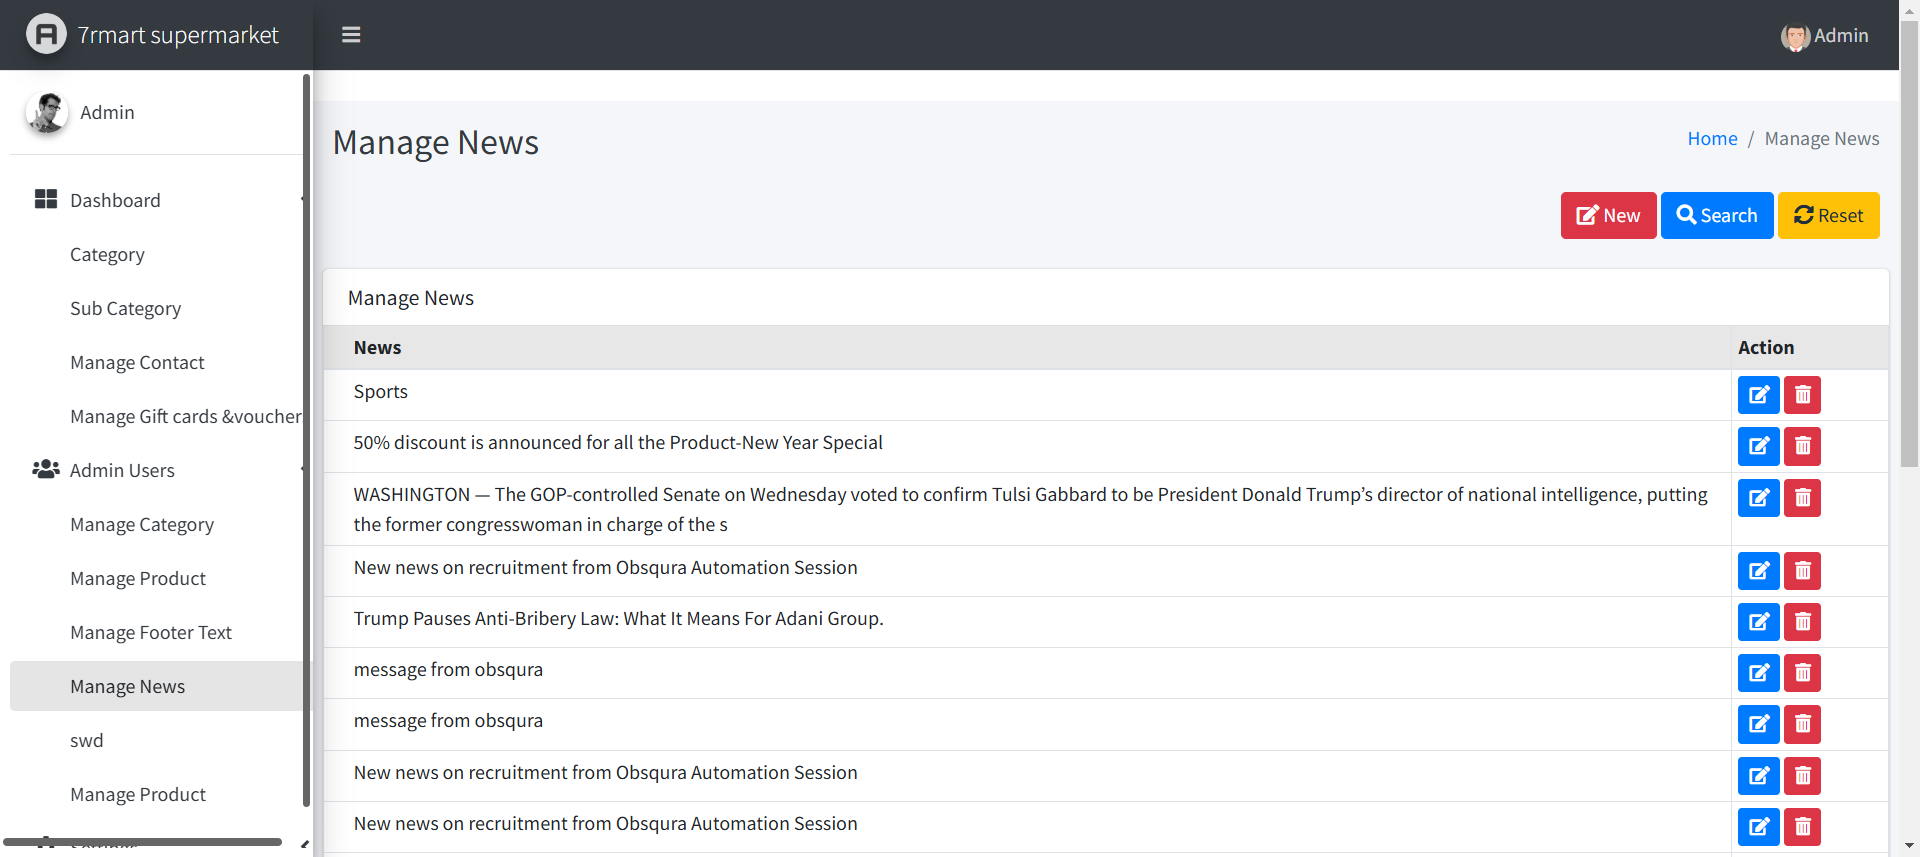 7rmart supermarket
Admin
Admin
Manage News
Home / Manage News
New Search Reset
Dashboard
Category
Sub Category
Manage Contact
Manage Gift cards &voucher
Admin Users
Manage Category
Manage Product
Manage Footer Text
Manage News
swd
Manage Product
Settings
Manage News
News Action
Sports
50% discount is announced for all the Product-New Year Special
WASHINGTON — The GOP-controlled Senate on Wednesday voted to confirm Tulsi Gabbard to be President Donald Trump’s director of national intelligence, putting
the former congresswoman in charge of the s
New news on recruitment from Obsqura Automation Session
Trump Pauses Anti-Bribery Law: What It Means For Adani Group.
message from obsqura
message from obsqura
New news on recruitment from Obsqura Automation Session
New news on recruitment from Obsqura Automation Session